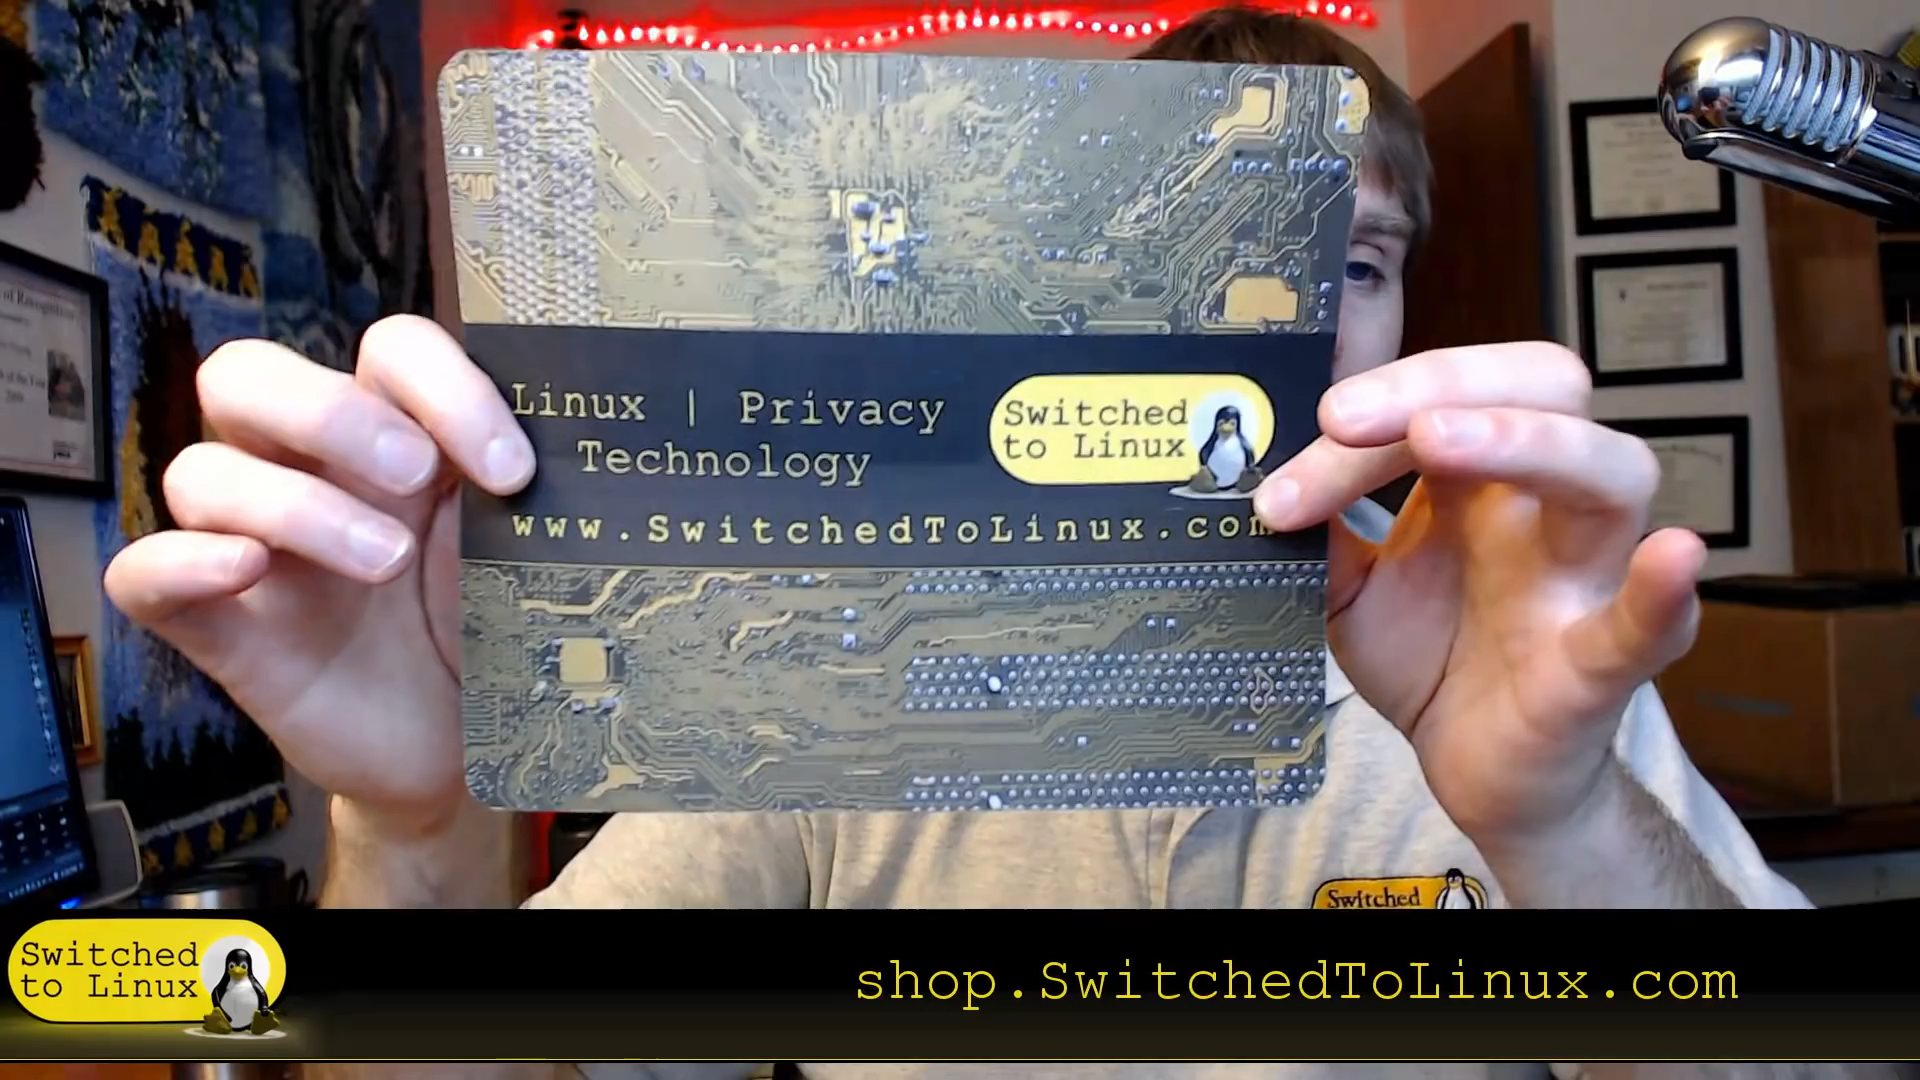 Linux | Privacy
Technology
Switched
to Linux
www.SwitchedToLinux.com
Switched
Switched
to Linux
shop.SwitchedToLinux.com